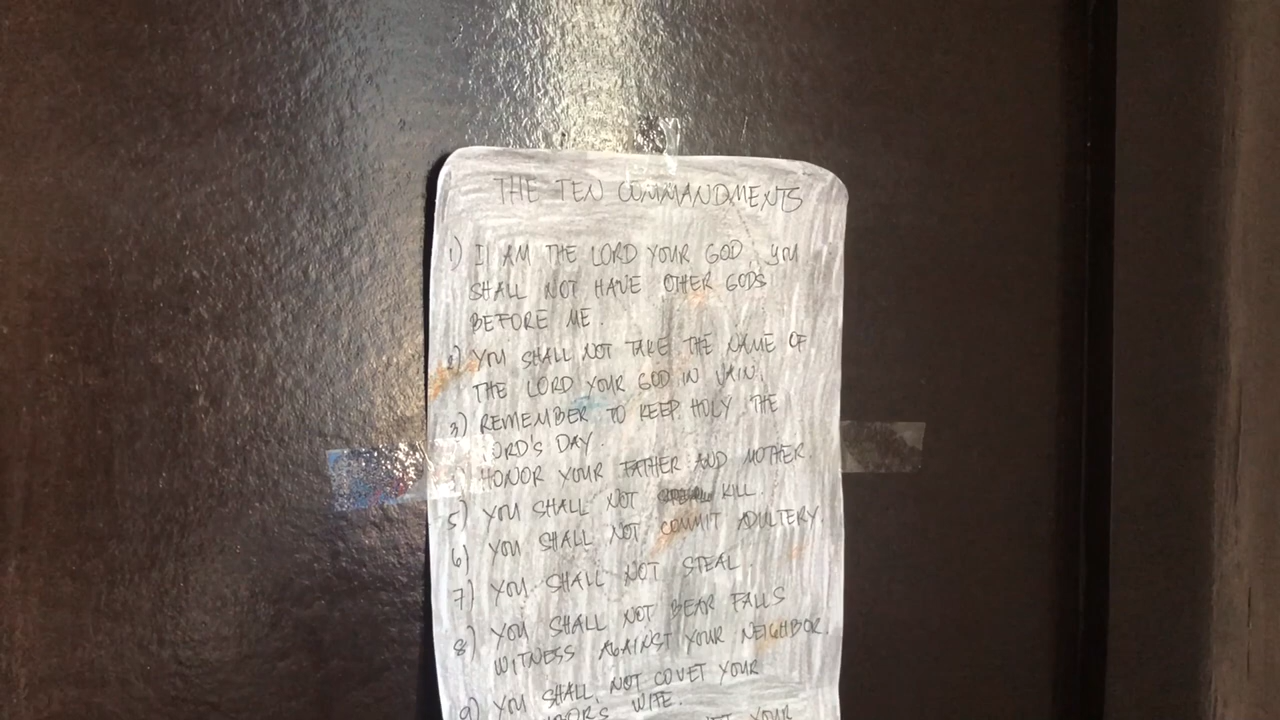 THE TEN COMMANDMENTS
1) I AM THE LORD YOUR GOD, YOU
SHALL NOT HAVE OTHER GODS
BEFORE ME.
2) YOU SHALL NOT TAKE THE NAME OF
THE LORD YOUR GOD IN VAIN.
3) REMEMBER TO KEEP HOLY THE
LORD'S DAY.
HONOR YOUR FATHER AND MOTHER.
5) YOU SHALL NOT KILL.
6) YOU SHALL NOT COMMIT ADULTERY.
7) YOU SHALL NOT STEAL.
8) YOU SHALL NOT BEAR FALLS
WITNESS AGAINST YOUR NEIGHBOR.
9) YOU SHALL NOT COVET YOUR
WIFE.
YOUR